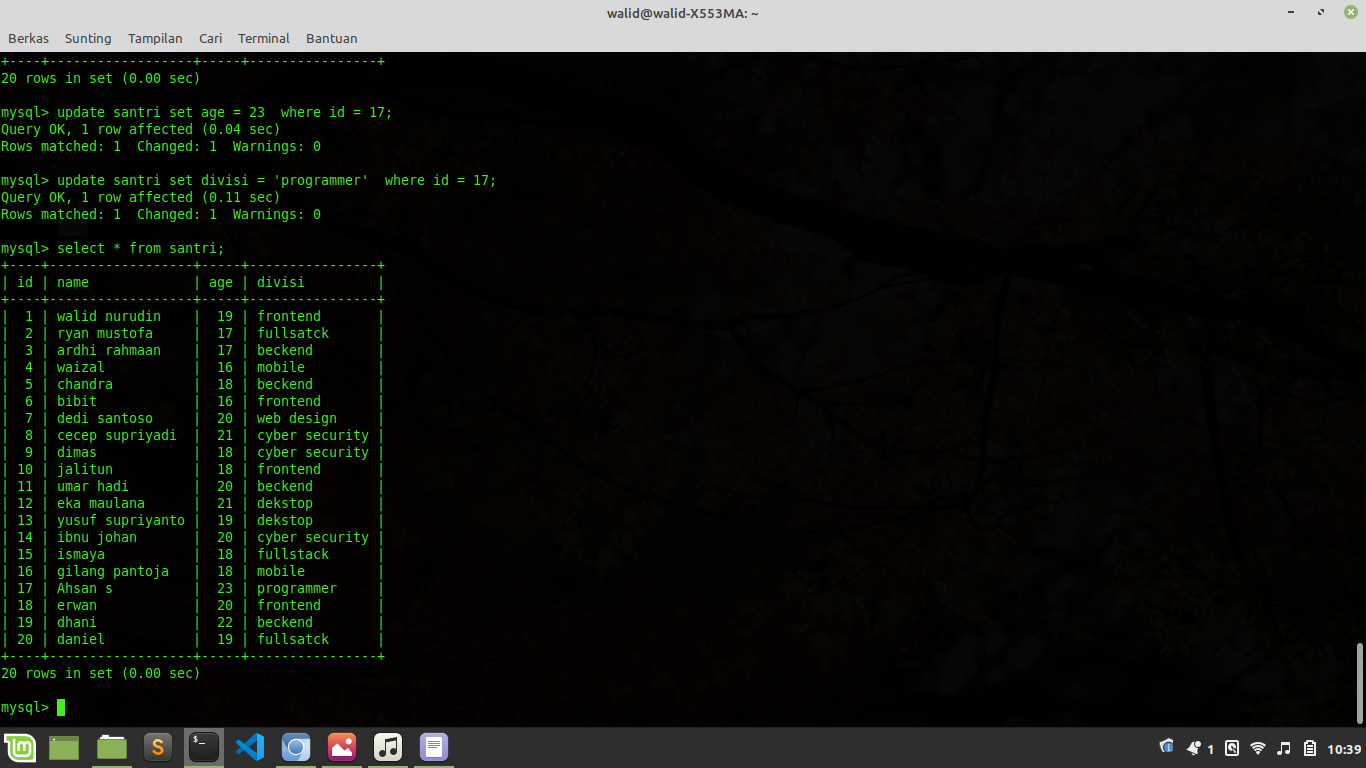 walid@walid-X553MA: ~
Berkas Sunting Tampilan Cari Terminal Bantuan
+----+------------------+-----+----------------+
20 rows in set (0.00 sec)
mysql> update santri set age = 23  where id = 17;
Query OK, 1 row affected (0.04 sec)
Rows matched: 1  Changed: 1  Warnings: 0
mysql> update santri set divisi = 'programmer'  where id = 17;
Query OK, 1 row affected (0.11 sec)
Rows matched: 1  Changed: 1  Warnings: 0
mysql> select * from santri;
+----+------------------+-----+----------------+
| id | name             | age | divisi         |
+----+------------------+-----+----------------+
|  1 | walid nurudin    |  19 | frontend       |
|  2 | ryan mustofa     |  17 | fullsatck      |
|  3 | ardhi rahmaan    |  17 | beckend        |
|  4 | waizal           |  16 | mobile         |
|  5 | chandra          |  18 | beckend        |
|  6 | bibit            |  16 | frontend       |
|  7 | dedi santoso     |  20 | web design     |
|  8 | cecep supriyadi  |  21 | cyber security |
|  9 | dimas            |  18 | cyber security |
| 10 | jalitun          |  18 | frontend       |
| 11 | umar hadi        |  20 | beckend        |
| 12 | eka maulana      |  21 | dekstop        |
| 13 | yusuf supriyanto |  19 | dekstop        |
| 14 | ibnu johan       |  20 | cyber security |
| 15 | ismaya           |  18 | fullstack      |
| 16 | gilang pantoja   |  18 | mobile         |
| 17 | Ahsan s          |  23 | programmer     |
| 18 | erwan            |  20 | frontend       |
| 19 | dhani            |  22 | beckend        |
| 20 | daniel           |  19 | fullsatck      |
+----+------------------+-----+----------------+
20 rows in set (0.00 sec)
mysql>
1 10:39